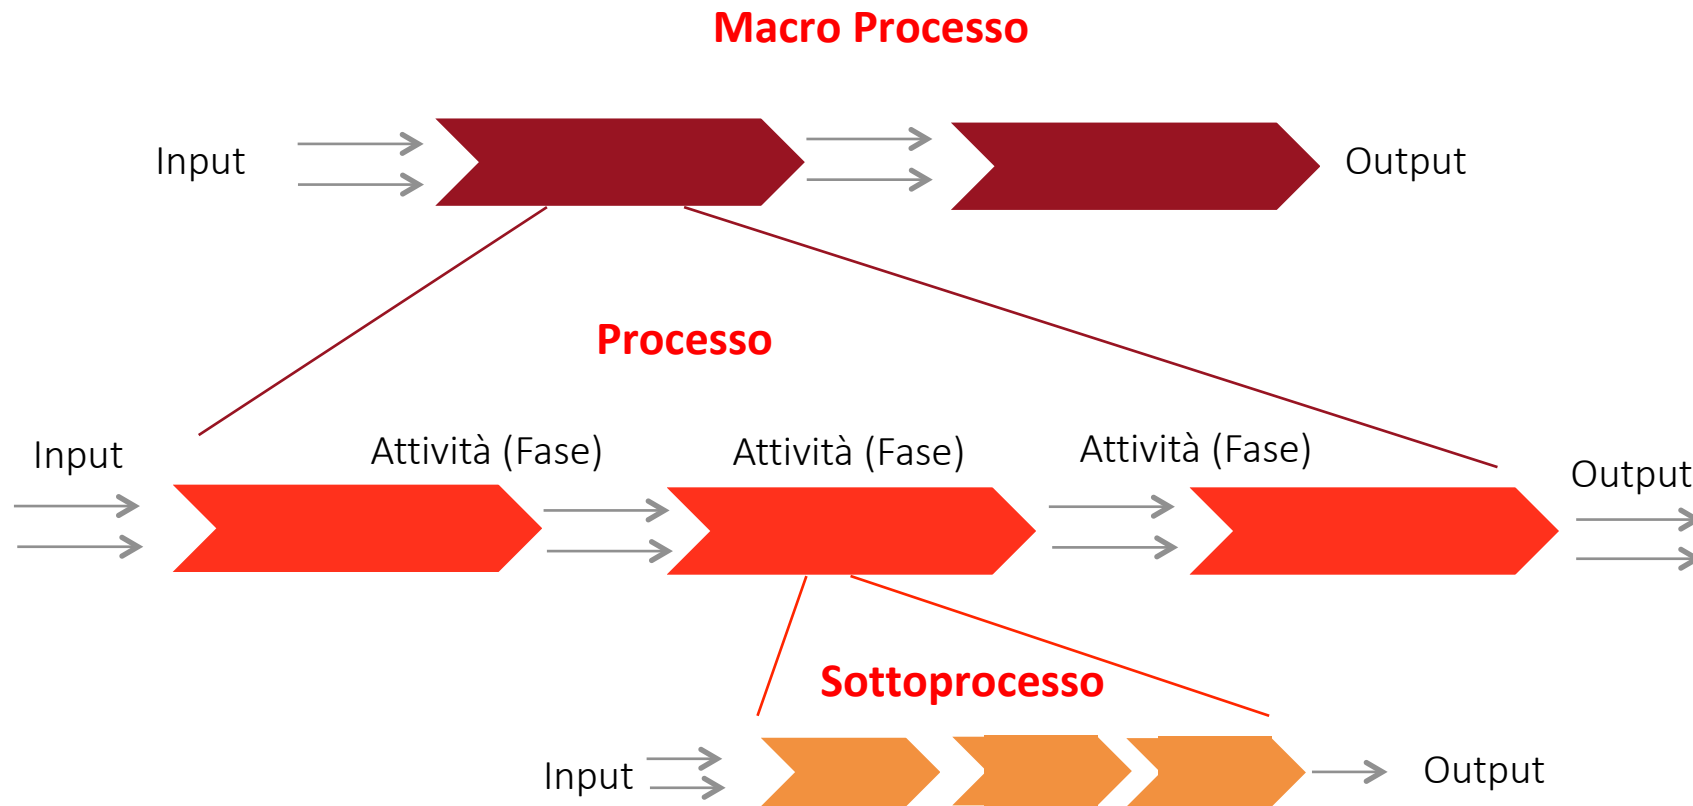 Macro Processo
Input
Output
Processo
Input
Attività (Fase)
Attività (Fase)
Attività (Fase)
Output
Sottoprocesso
Input
Output